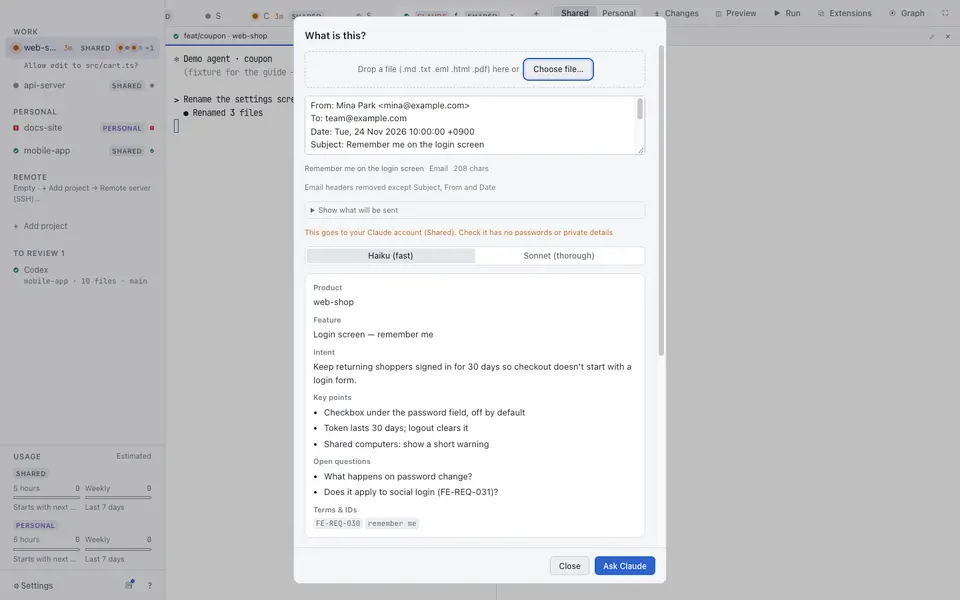 WORK
web-s... 3m SHARED +1
Allow edit to src/cart.ts?
api-server SHARED
PERSONAL
docs-site PERSONAL
mobile-app SHARED
REMOTE
Empty · + Add project → Remote server
(SSH)...
+ Add project
TO REVIEW 1
Codex
mobile-app · 10 files · main
USAGE Estimated
SHARED
5 hours 0 Weekly 0
Starts with next ... Last 7 days
PERSONAL
5 hours 0 Weekly 0
Starts with next ... Last 7 days
Settings ?
S C 3m SHARED S SHARED +
Shared Personal Changes Preview Run Extensions Graph
feat/coupon · web-shop
Demo agent · coupon
(fixture for the guide
> Rename the settings scre
● Renamed 3 files
What is this?
Drop a file (.md .txt .eml .html .pdf) here or Choose file...
From: Mina Park <mina@example.com>
To: team@example.com
Date: Tue, 24 Nov 2026 10:00:00 +0900
Subject: Remember me on the login screen
Remember me on the login screen Email 208 chars
Email headers removed except Subject, From and Date
Show what will be sent
This goes to your Claude account (Shared). Check it has no passwords or private details
Haiku (fast) Sonnet (thorough)
Product
web-shop
Feature
Login screen — remember me
Intent
Keep returning shoppers signed in for 30 days so checkout doesn't start with a
login form.
Key points
• Checkbox under the password field, off by default
• Token lasts 30 days; logout clears it
• Shared computers: show a short warning
Open questions
• What happens on password change?
• Does it apply to social login (FE-REQ-031)?
Terms & IDs
FE-REQ-030 remember me
Close Ask Claude